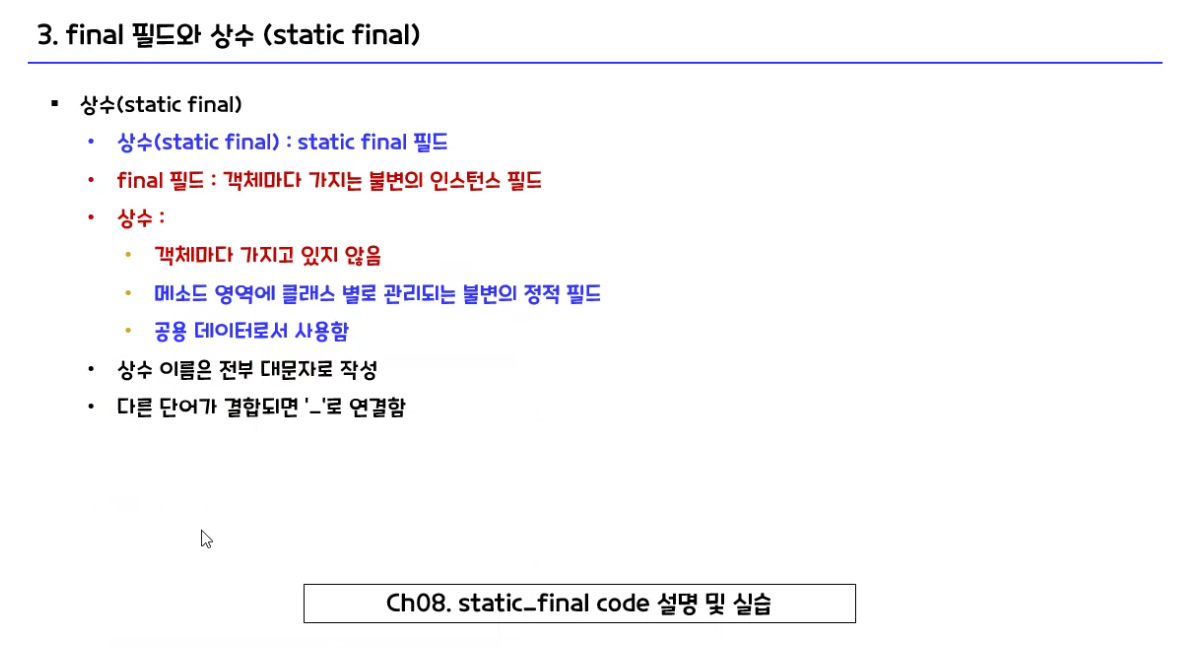 3. final 필드와 상수 (static final)
▪ 상수(static final)
• 상수(static final) : static final 필드
• final 필드 : 객체마다 가지는 불변의 인스턴스 필드
• 상수 :
• 객체마다 가지고 있지 않음
• 메소드 영역에 클래스 별로 관리되는 불변의 정적 필드
• 공용 데이터로서 사용함
• 상수 이름은 전부 대문자로 작성
• 다른 단어가 결합되면 '_'로 연결함
Ch08. static_final code 설명 및 실습